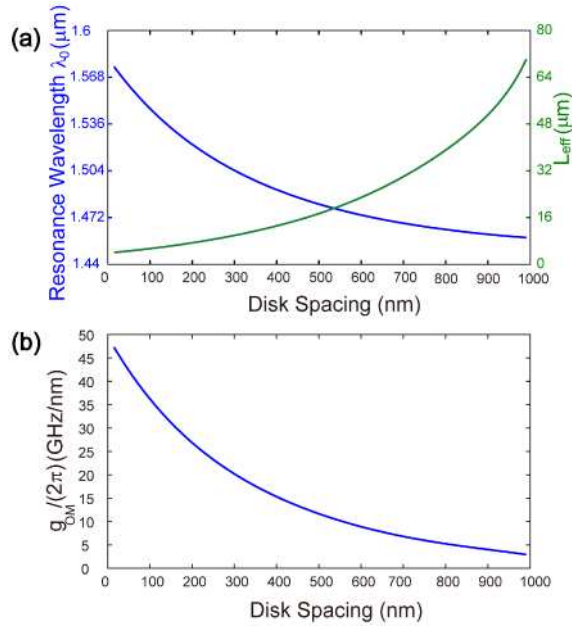 (a)
Resonance Wavelength λ₀(μm)
1.6
1.568
1.536
1.504
1.472
1.44
80
64
48
32
16
0
L_eff(μm)
0 100 200 300 400 500 600 700 800 900 1000
Disk Spacing (nm)
(b)
g_OM/(2π)(GHz/nm)
50
45
40
35
30
25
20
15
10
5
0
0 100 200 300 400 500 600 700 800 900 1000
Disk Spacing (nm)